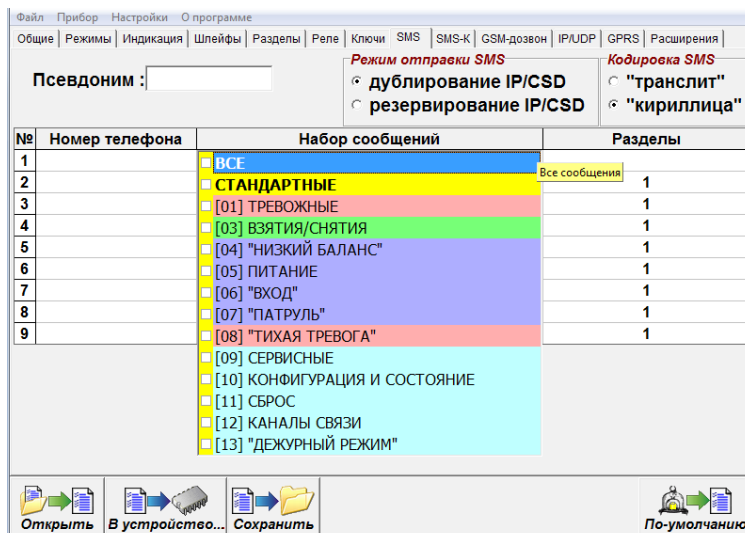 Файл Прибор Настройки О программе
Общие Режимы Индикация Шлейфы Разделы Реле Ключи SMS SMS-K GSM-дозвон IP/UDP GPRS Расширения
Режим отправки SMS Кодировка SMS
Псевдоним : дублирование IP/CSD "транслит"
резервирование IP/CSD "кириллица"
№ Номер телефона Набор сообщений Разделы
1 ВСЕ
Все сообщения
2 СТАНДАРТНЫЕ 1
3 [01] ТРЕВОЖНЫЕ 1
4 [03] ВЗЯТИЯ/СНЯТИЯ 1
5 [04] "НИЗКИЙ БАЛАНС" 1
6 [05] ПИТАНИЕ 1
7 [06] "ВХОД" 1
8 [07] "ПАТРУЛЬ" 1
9 [08] "ТИХАЯ ТРЕВОГА" 1
[09] СЕРВИСНЫЕ
[10] КОНФИГУРАЦИЯ И СОСТОЯНИЕ
[11] СБРОС
[12] КАНАЛЫ СВЯЗИ
[13] "ДЕЖУРНЫЙ РЕЖИМ"
Открыть В устройство... Сохранить По-умолчанию